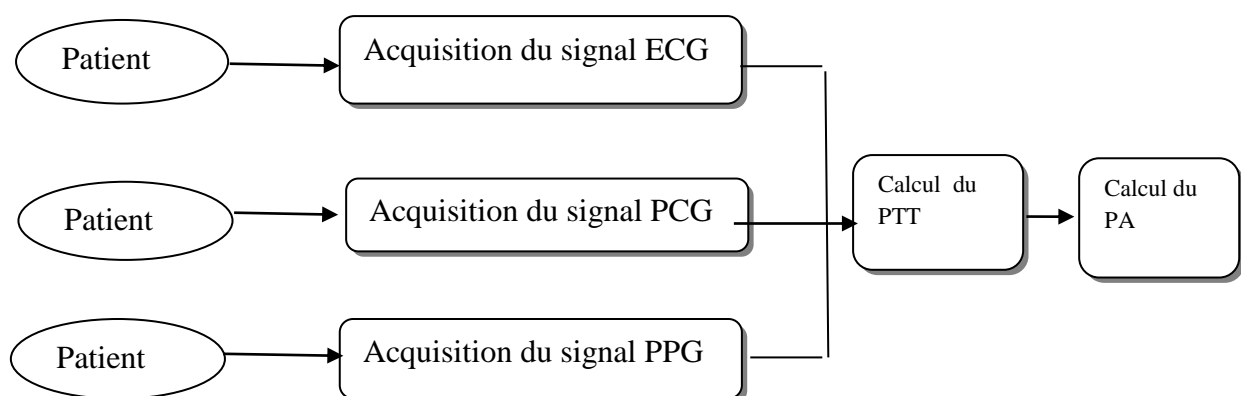 Patient
Acquisition du signal ECG
Patient
Acquisition du signal PCG
Calcul du
PTT
Calcul du
PA
Patient
Acquisition du signal PPG